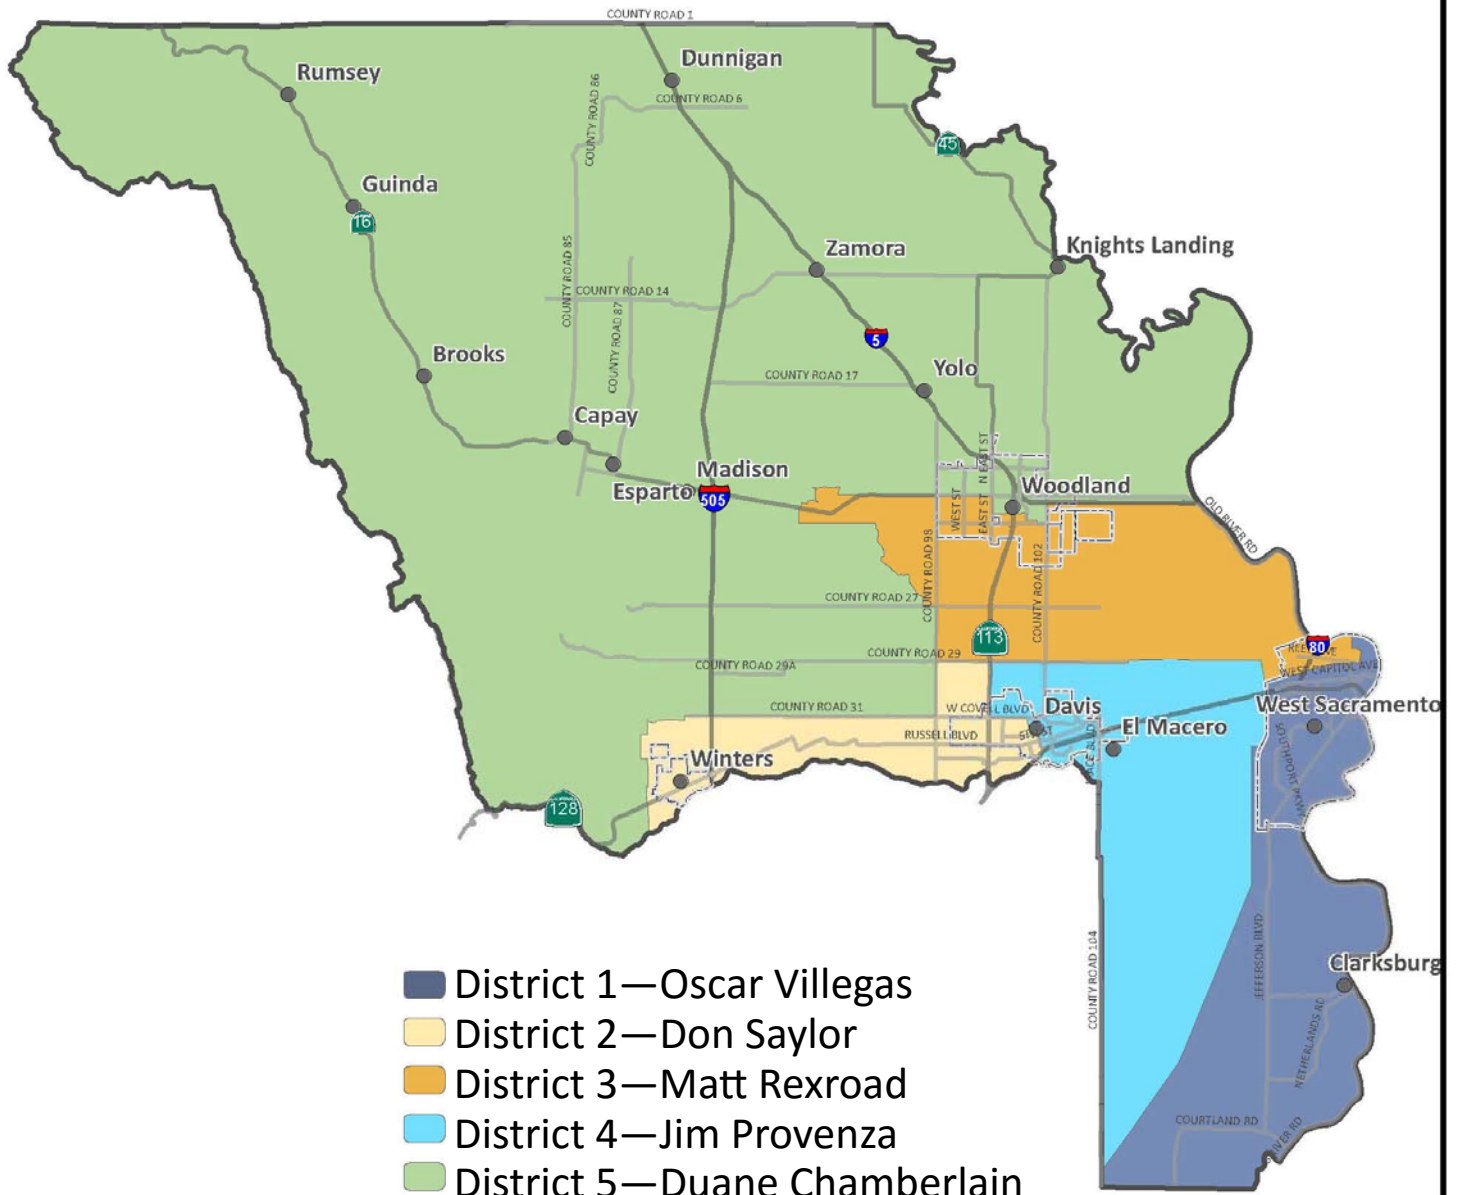 COUNTY ROAD 1
Dunnigan
Rumsey
COUNTY ROAD 86
COUNTY ROAD 6
45
Guinda
16
Knights Landing
Zamora
COUNTY ROAD 85
COUNTY ROAD 14
COUNTY ROAD 87
5
Brooks
Yolo
COUNTY ROAD 17
Capay
N EAST ST
Madison
Esparto
505
Woodland
WEST ST
EAST ST
OLD RIVER RD
COUNTY ROAD 98
COUNTY ROAD 102
COUNTY ROAD 27
113
80
COUNTY ROAD 29
COUNTY ROAD 29A
WEST CAPITOL AVE
COUNTY ROAD 31
W COVELL BLVD
Davis
West Sacramento
El Macero
RUSSELL BLVD
5TH ST
Winters
SOUTHPORT PKWY
128
JEFFERSON BLVD
COUNTY ROAD 104
Clarksburg
NETHERLANDS RD
COURTLAND RD
RIVER RD
District 1—Oscar Villegas
District 2—Don Saylor
District 3—Matt Rexroad
District 4—Jim Provenza
District 5—Duane Chamberlain